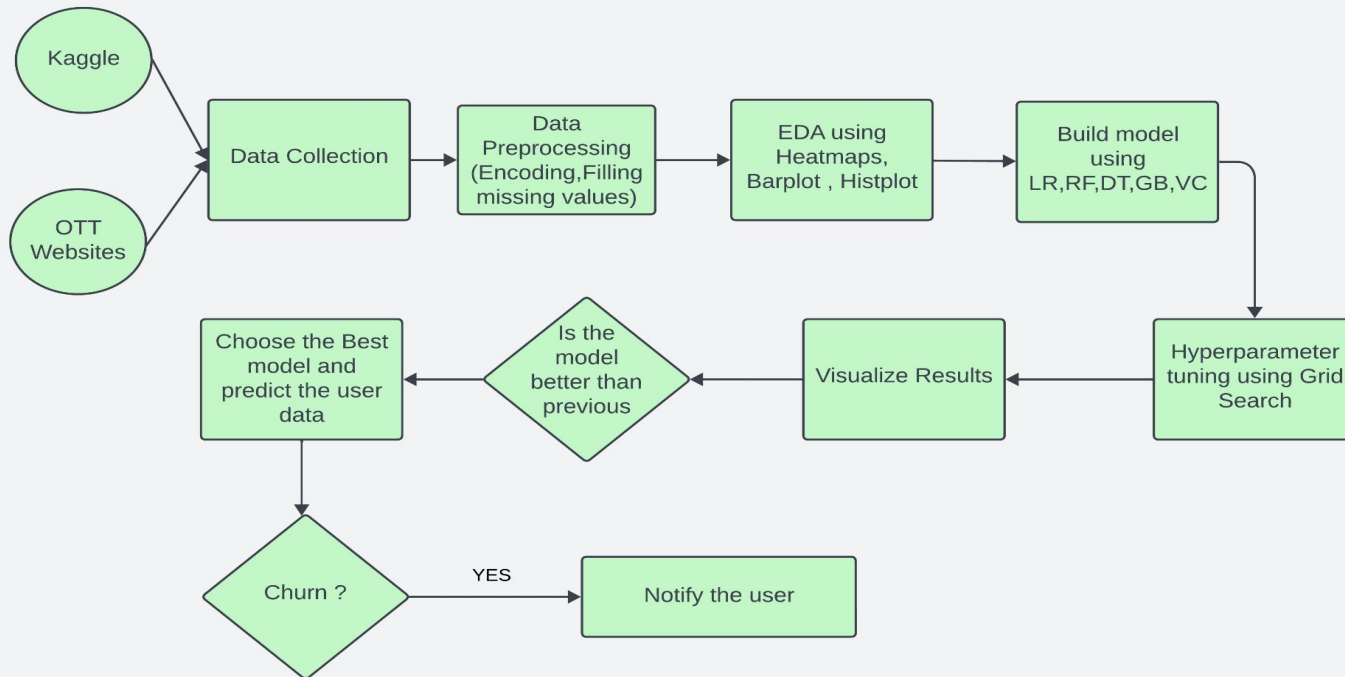 Kaggle
OTT
Websites
Data Collection
Data
Preprocessing
(Encoding,Filling
missing values)
EDA using
Heatmaps,
Barplot , Histplot
Build model
using
LR,RF,DT,GB,VC
Hyperparameter
tuning using Grid
Search
Visualize Results
Is the
model
better than
previous
Choose the Best
model and
predict the user
data
Churn ?
YES
Notify the user